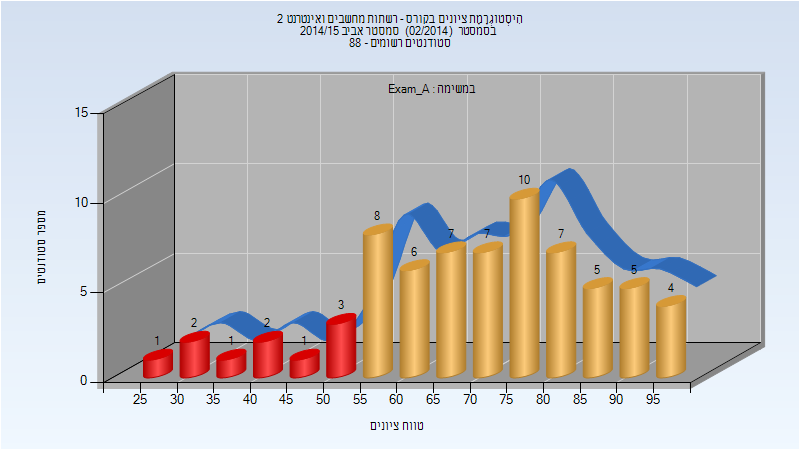 היסטוגרמת ציונים בקורס - רשתות מחשבים ואינטרנט 2
בסמסטר (02/2014) סמסטר אביב 2014/15
סטודנטים רשומים - 88
במשימה : Exam_A
מספר סטודנטים
15
10
5
0
1
2
1
2
1
3
8
6
7
7
10
7
5
5
4
25 30 35 40 45 50 55 60 65 70 75 80 85 90 95
טווח ציונים